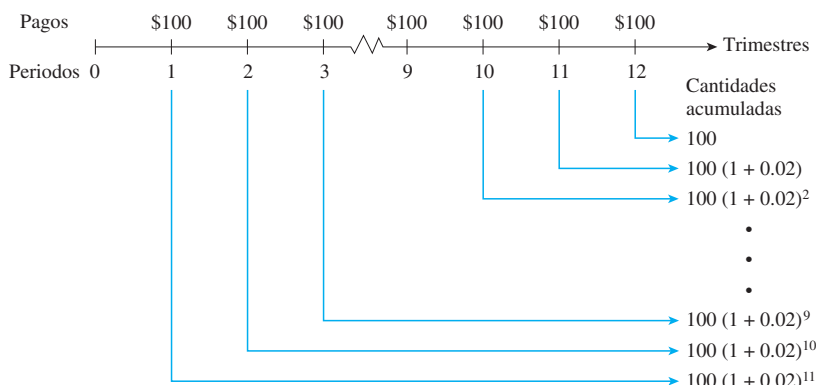 Pagos $100 $100 $100 $100 $100 $100 $100
Trimestres
Periodos 0 1 2 3 9 10 11 12
Cantidades
acumuladas
100
100 (1 + 0.02)
100 (1 + 0.02)²
•
•
•
100 (1 + 0.02)⁹
100 (1 + 0.02)¹⁰
100 (1 + 0.02)¹¹